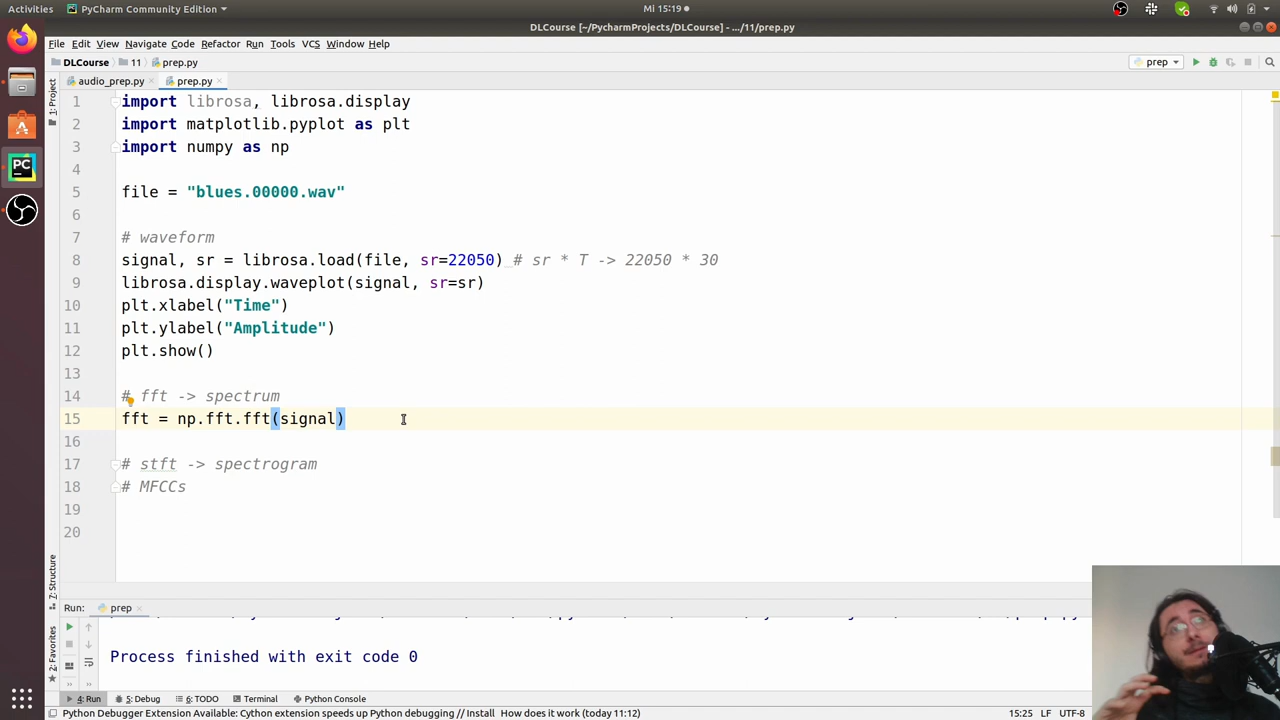 Activities PyCharm Community Edition Mi 15:19
DLCourse [~/PycharmProjects/DLCourse] - .../11/prep.py
File Edit View Navigate Code Refactor Run Tools VCS Window Help
DLCourse 11 prep.py prep
audio_prep.py prep.py
1: Project
1 import librosa, librosa.display
2 import matplotlib.pyplot as plt
3 import numpy as np
4
5 file = "blues.00000.wav"
6
7 # waveform
8 signal, sr = librosa.load(file, sr=22050) # sr * T -> 22050 * 30
9 librosa.display.waveplot(signal, sr=sr)
10 plt.xlabel("Time")
11 plt.ylabel("Amplitude")
12 plt.show()
13
14 # fft -> spectrum
15 fft = np.fft.fft(signal)
16
17 # stft -> spectrogram
18 # MFCCs
19
20
7: Structure
Run: prep
2: Favorites
Process finished with exit code 0
4: Run 5: Debug 6: TODO Terminal Python Console
Python Debugger Extension Available: Cython extension speeds up Python debugging // Install How does it work (today 11:12) 15:25 LF UTF-8